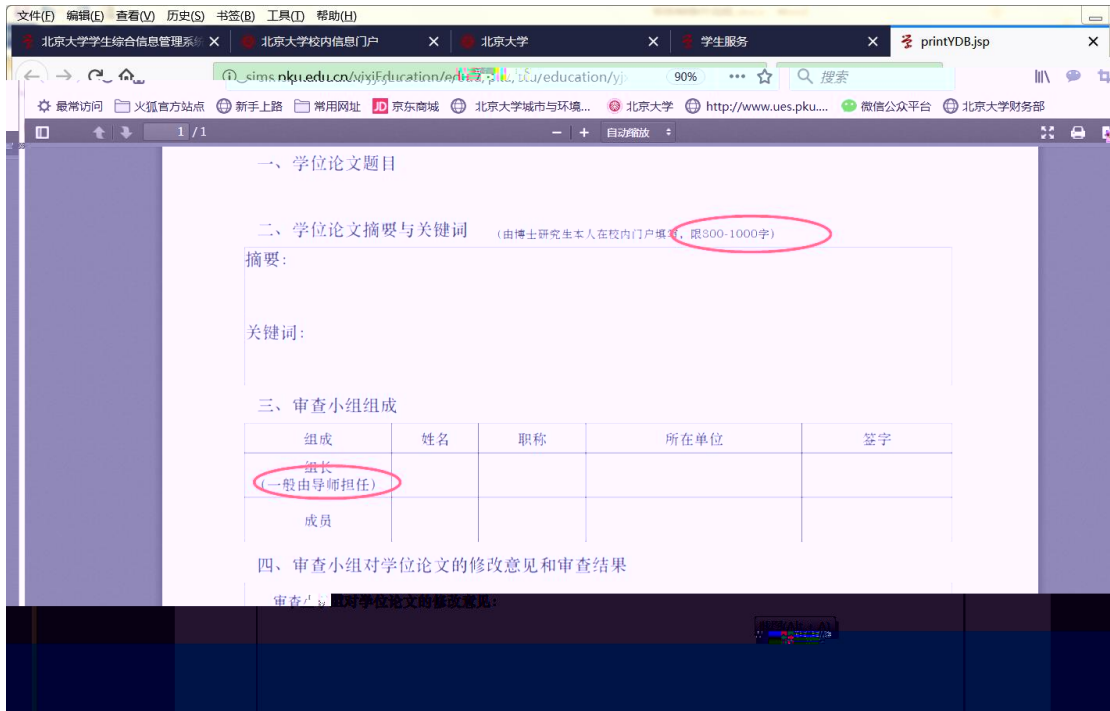 文件(F) 编辑(E) 查看(V) 历史(S) 书签(B) 工具(T) 帮助(H)
北京大学学生综合信息管理系 北京大学校内信息门户 北京大学 学生服务 printYDB.jsp
90% 搜索
最常访问 火狐官方站点 新手上路 常用网址 JD 京东商城 北京大学城市与环境... 北京大学 http://www.ues.pku.... 微信公众平台 北京大学财务部
1 / 1 自动缩放
一、学位论文题目
二、学位论文摘要与关键词 (由博士研究生本人在校内门户填写，限800-1000字)
摘要：
关键词：
三、审查小组组成
组成 姓名 职称 所在单位 签字
组长
(一般由导师担任)
成员
四、审查小组对学位论文的修改意见和审查结果
审查小组对学位论文的修改意见：